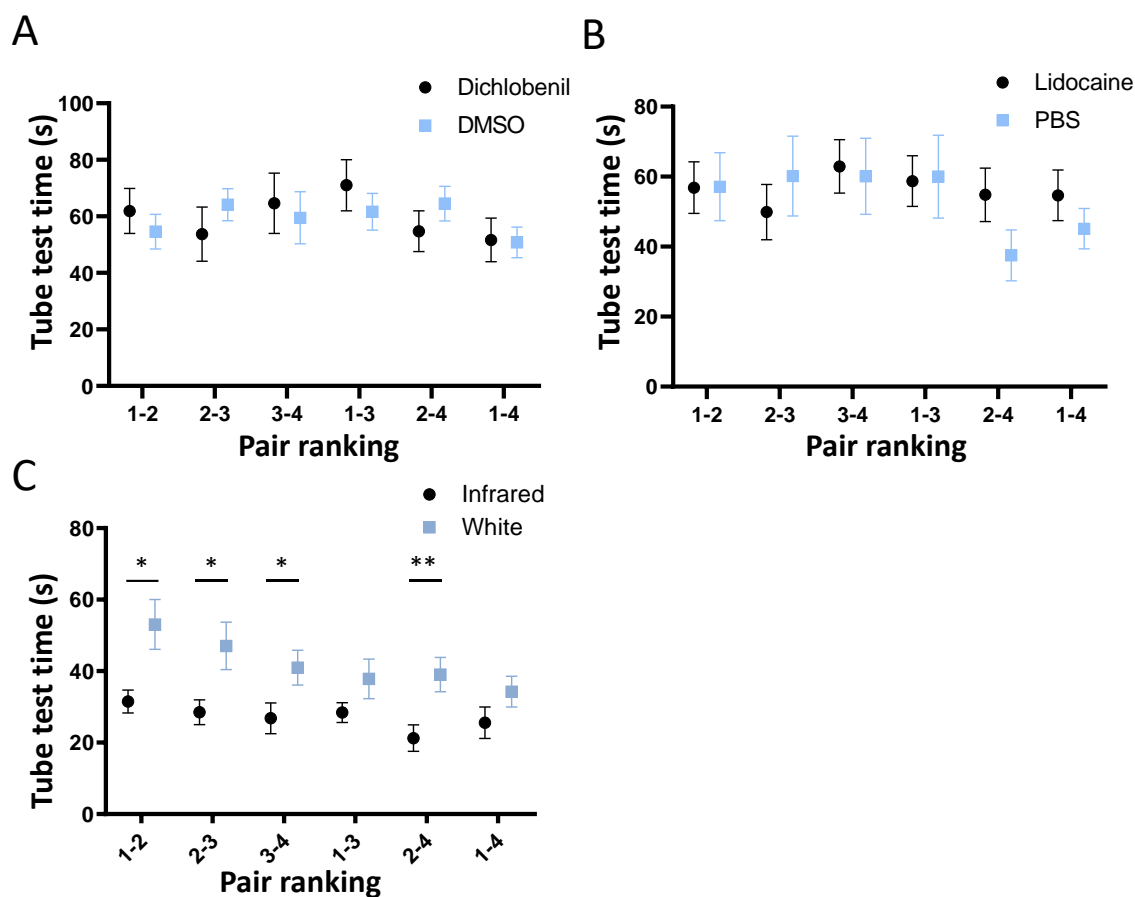 A
Dichlobenil
DMSO
Tube test time (s)
100
80
60
40
20
0
1-2 2-3 3-4 1-3 2-4 1-4
Pair ranking
B
Lidocaine
PBS
Tube test time (s)
80
60
40
20
0
1-2 2-3 3-4 1-3 2-4 1-4
Pair ranking
C
Infrared
White
Tube test time (s)
80
60
40
20
0
* * * **
1-2 2-3 3-4 1-3 2-4 1-4
Pair ranking